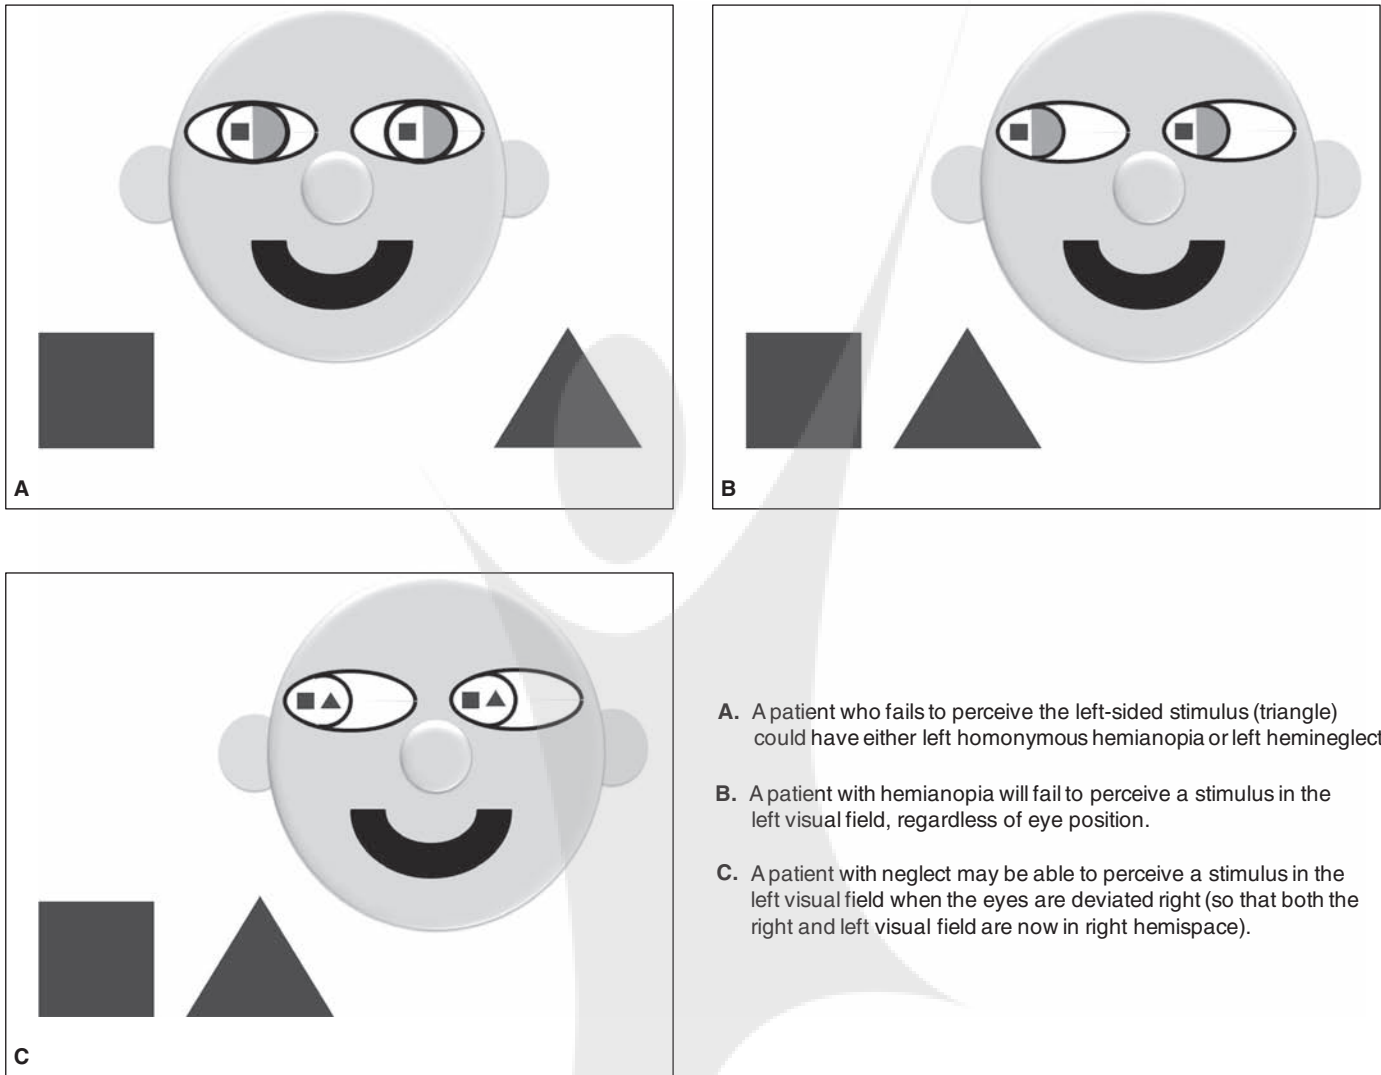 A
B
C
A. A patient who fails to perceive the left-sided stimulus (triangle)
could have either left homonymous hemianopia or left hemineglect
B. A patient with hemianopia will fail to perceive a stimulus in the
left visual field, regardless of eye position.
C. A patient with neglect may be able to perceive a stimulus in the
left visual field when the eyes are deviated right (so that both the
right and left visual field are now in right hemispace).